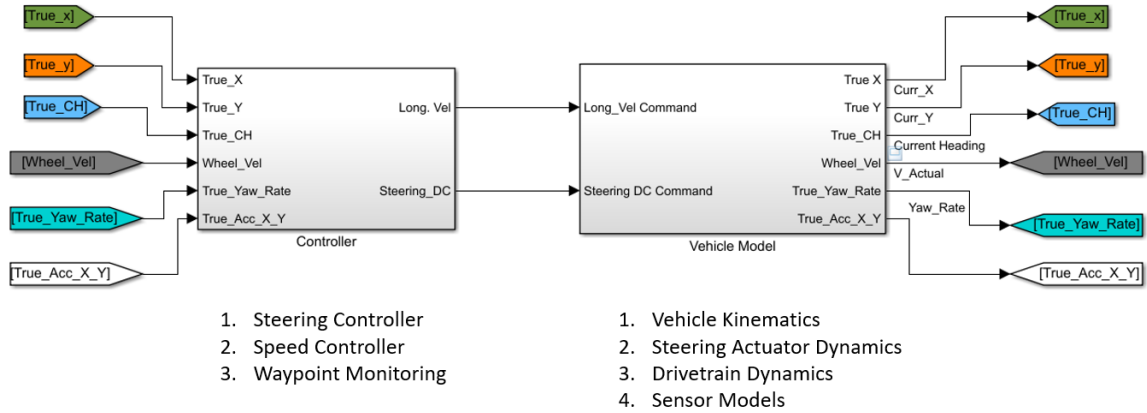 [True_x]
[True_y]
[True_CH]
[Wheel_Vel]
[True_Yaw_Rate]
[True_Acc_X_Y]
True_X
True_Y
True_CH
Wheel_Vel
True_Yaw_Rate
True_Acc_X_Y
Long. Vel
Steering_DC
Controller
Long_Vel Command
Steering DC Command
True X
True Y
True_CH
Wheel_Vel
True_Yaw_Rate
True_Acc_X_Y
Vehicle Model
Curr_X
Curr_Y
Current Heading
V_Actual
Yaw_Rate
[True_x]
[True_y]
[True_CH]
[Wheel_Vel]
[True_Yaw_Rate]
[True_Acc_X_Y]
1. Steering Controller
2. Speed Controller
3. Waypoint Monitoring
1. Vehicle Kinematics
2. Steering Actuator Dynamics
3. Drivetrain Dynamics
4. Sensor Models